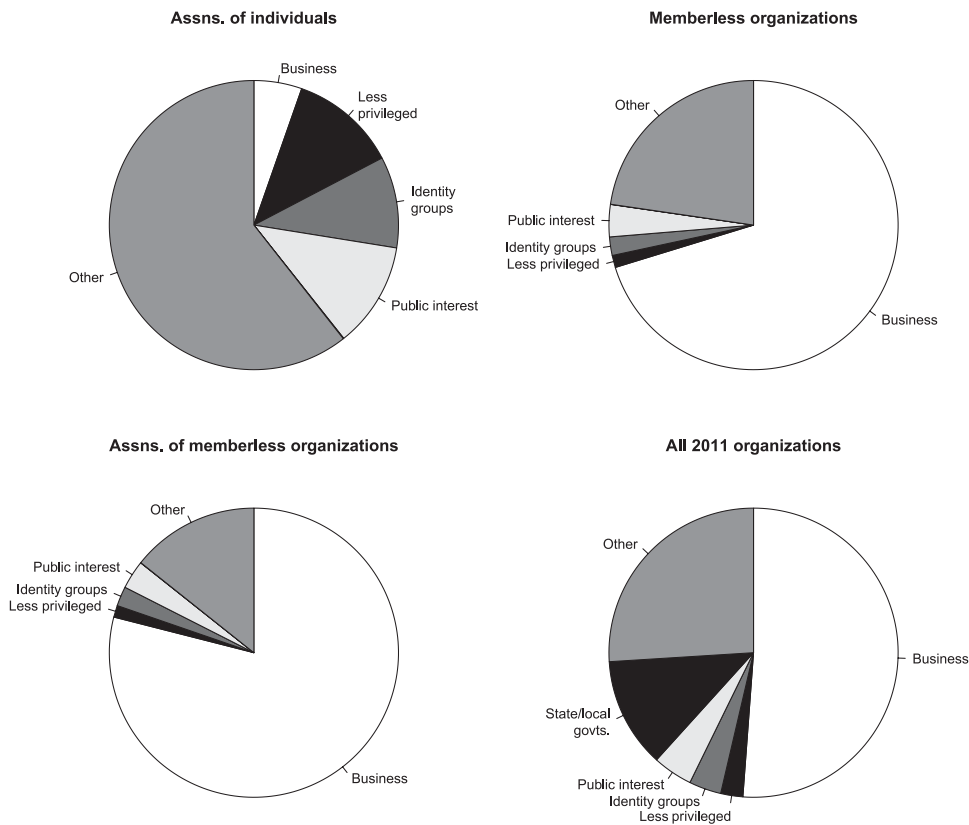 Assns. of individuals
Business
Less
privileged
Identity
groups
Public interest
Other
Memberless organizations
Other
Public interest
Identity groups
Less privileged
Business
Assns. of memberless organizations
Other
Public interest
Identity groups
Less privileged
Business
All 2011 organizations
Other
Business
State/local
govts.
Public interest
Identity groups
Less privileged